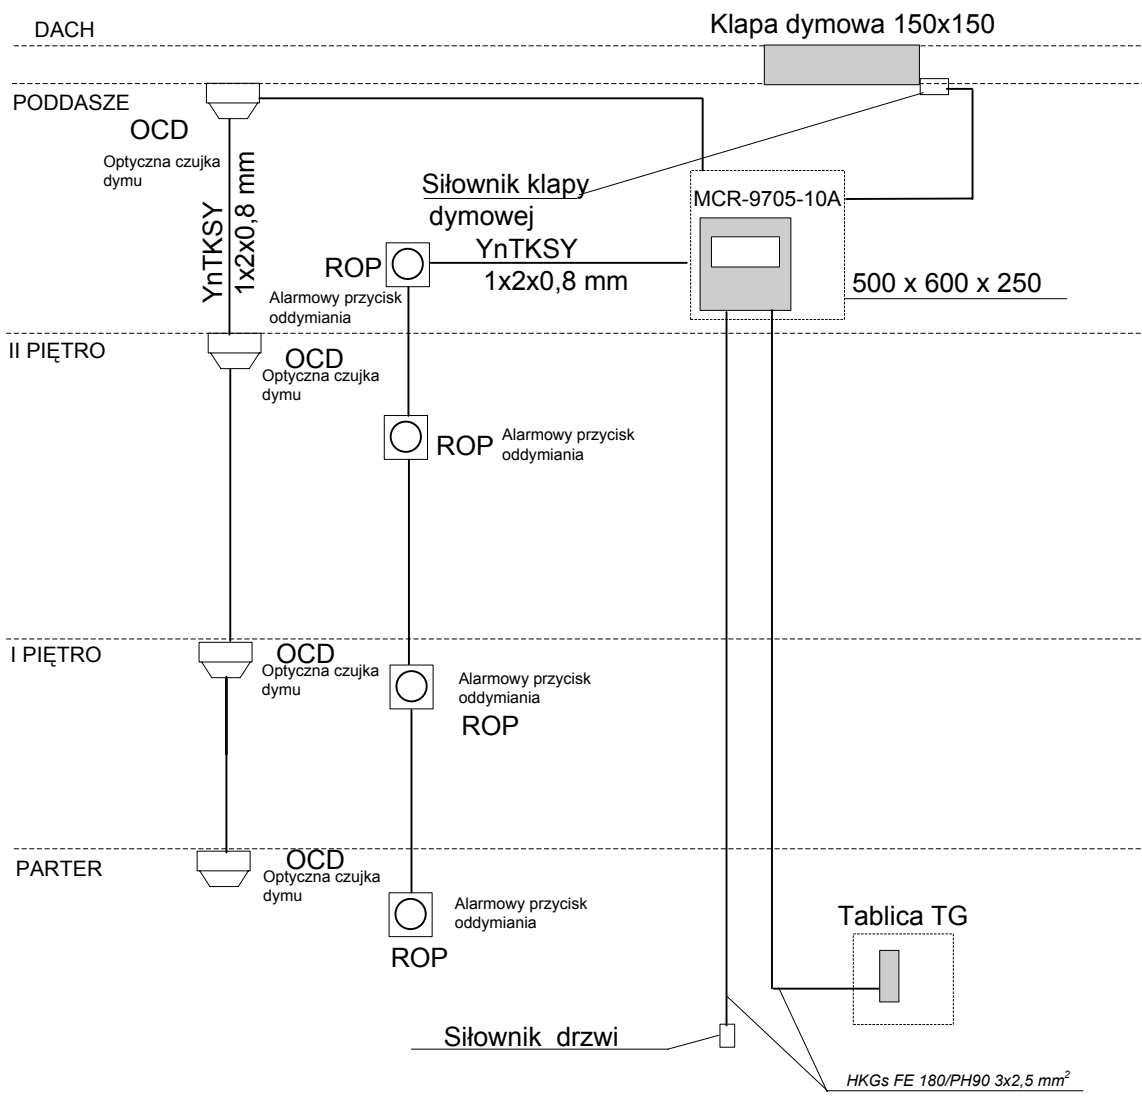 DACH
Klapa dymowa 150x150
PODDASZE
OCD
Optyczna czujka
dymu
YnTKSY
1x2x0,8 mm
Siłownik klapy
dymowej
MCR-9705-10A
YnTKSY
1x2x0,8 mm
ROP
Alarmowy przycisk
oddymiania
500 x 600 x 250
II PIĘTRO
OCD
Optyczna czujka
dymu
ROP
Alarmowy przycisk
oddymiania
I PIĘTRO
OCD
Optyczna czujka
dymu
Alarmowy przycisk
oddymiania
ROP
PARTER
OCD
Optyczna czujka
dymu
Alarmowy przycisk
oddymiania
ROP
Tablica TG
Siłownik drzwi
HKGs FE 180/PH90 3x2,5 mm²